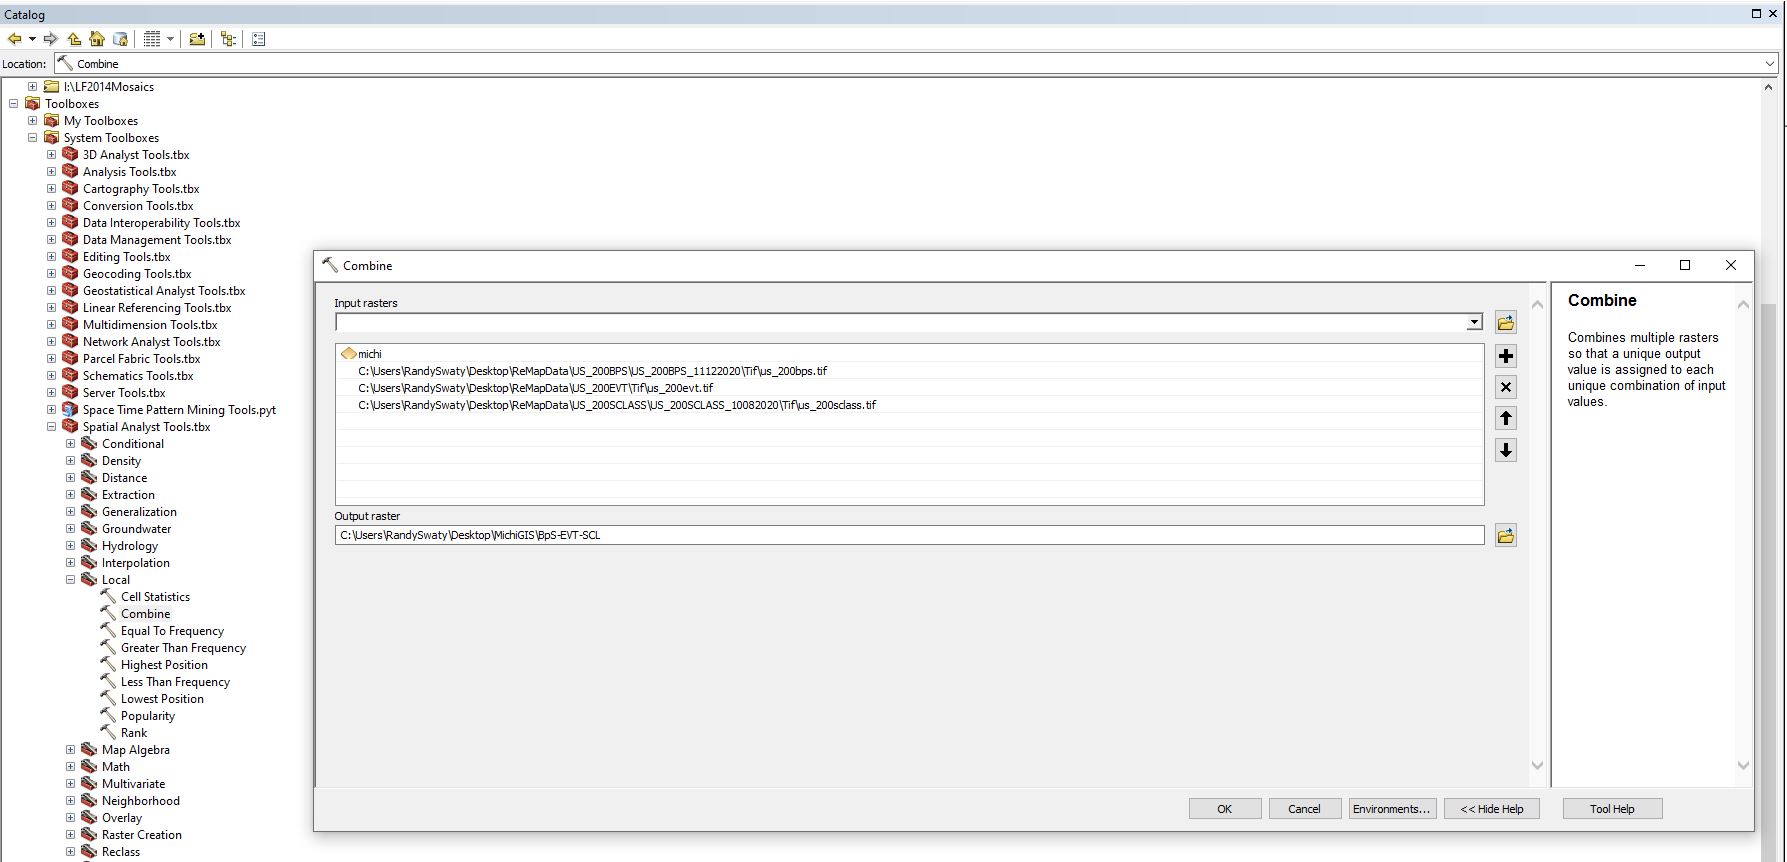 Catalog
Location: Combine
I:\LF2014Mosaics
Toolboxes
My Toolboxes
System Toolboxes
3D Analyst Tools.tbx
Analysis Tools.tbx
Cartography Tools.tbx
Conversion Tools.tbx
Data Interoperability Tools.tbx
Data Management Tools.tbx
Editing Tools.tbx
Geocoding Tools.tbx
Geostatistical Analyst Tools.tbx
Linear Referencing Tools.tbx
Multidimension Tools.tbx
Network Analyst Tools.tbx
Parcel Fabric Tools.tbx
Schematics Tools.tbx
Server Tools.tbx
Space Time Pattern Mining Tools.pyt
Spatial Analyst Tools.tbx
Conditional
Density
Distance
Extraction
Generalization
Groundwater
Hydrology
Interpolation
Local
Cell Statistics
Combine
Equal To Frequency
Greater Than Frequency
Highest Position
Less Than Frequency
Lowest Position
Popularity
Rank
Map Algebra
Math
Multivariate
Neighborhood
Overlay
Raster Creation
Reclass
Combine
Input rasters
michi
C:\Users\RandySwaty\Desktop\ReMapData\US_200BPS\US_200BPS_11122020\Tif\us_200bps.tif
C:\Users\RandySwaty\Desktop\ReMapData\US_200EVT\Tif\us_200evt.tif
C:\Users\RandySwaty\Desktop\ReMapData\US_200SCLASS\US_200SCLASS_10082020\Tif\us_200sclass.tif
Output raster
C:\Users\RandySwaty\Desktop\MichiGIS\BpS-EVT-SCL
OK Cancel Environments... << Hide Help Tool Help
Combine
Combines multiple rasters
so that a unique output
value is assigned to each
unique combination of input
values.